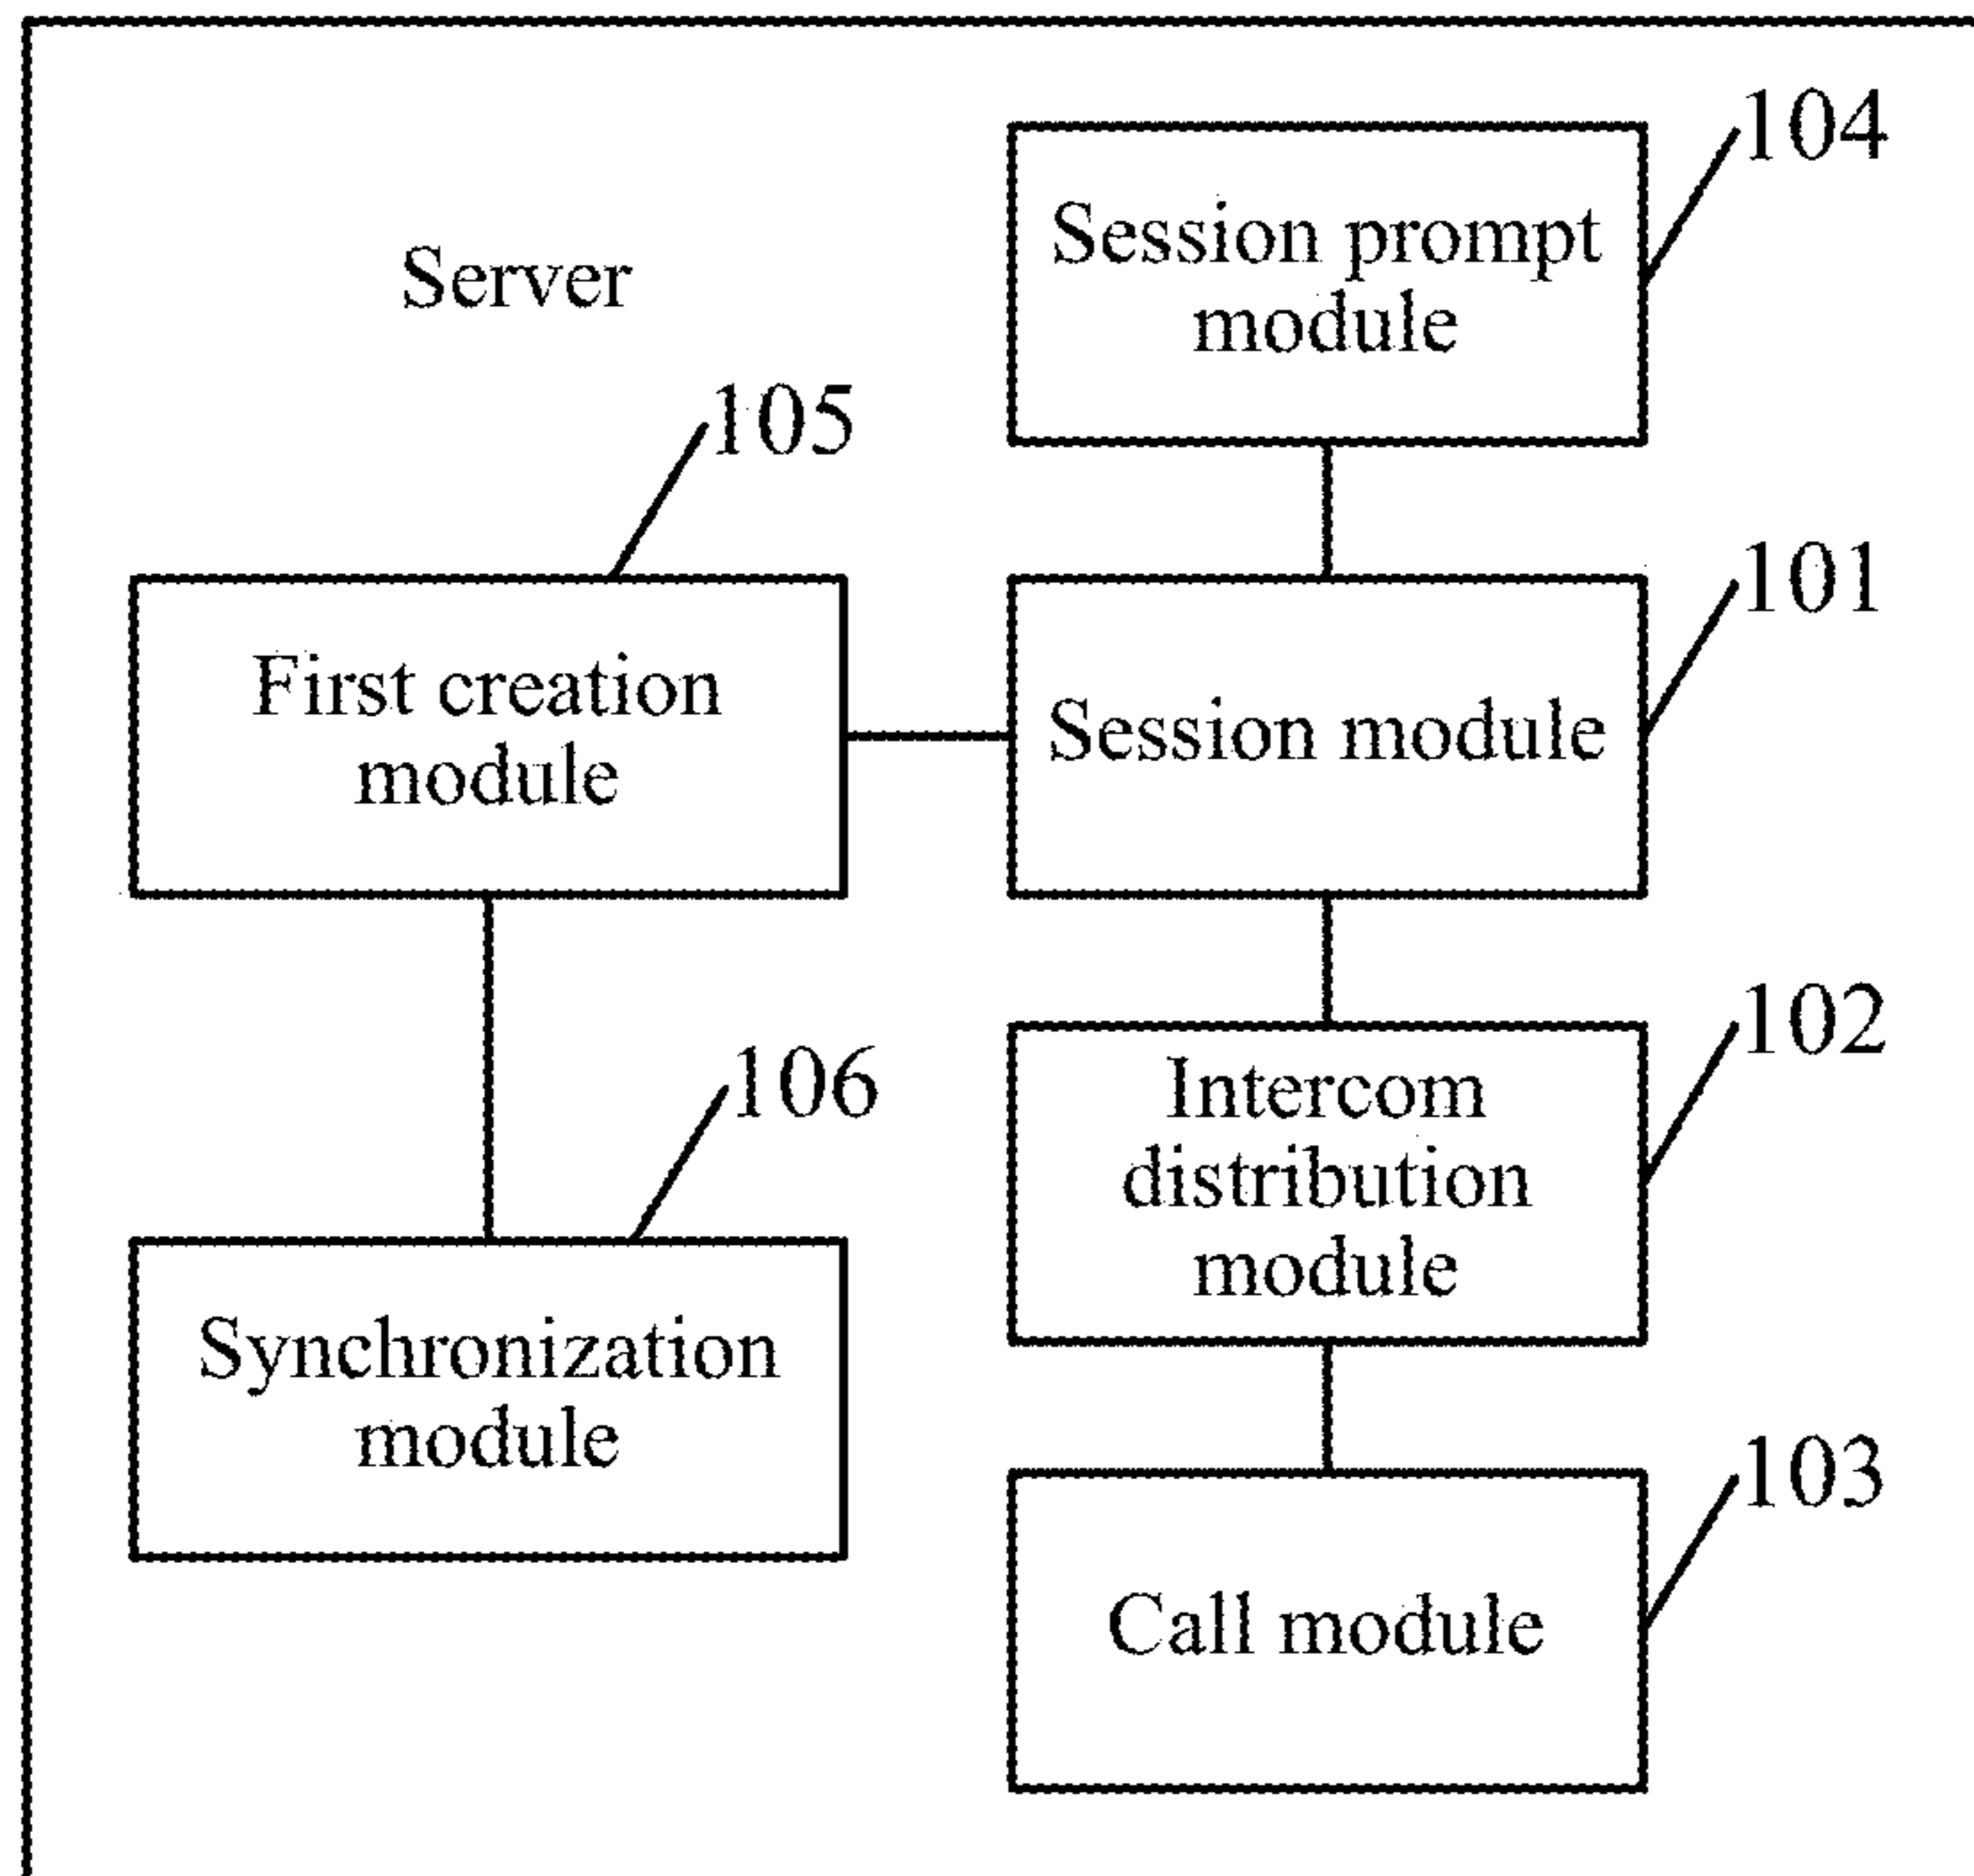 104
Session prompt
module
Server
105
101
First creation
module
Session module
102
Intercom
distribution
module
106
Synchronization
module
103
Call module